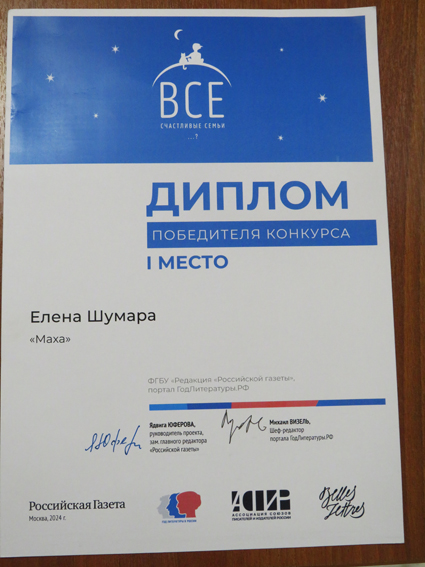 ВСЕ
СЧАСТЛИВЫЕ СЕМЬИ
...?
ДИПЛОМ
ПОБЕДИТЕЛЯ КОНКУРСА
I МЕСТО
Елена Шумара
«Маха»
ФГБУ «Редакция «Российской газеты»,
портал ГодЛитературы.РФ
Ядвига ЮФЕРОВА,
руководитель проекта,
зам. главного редактора
«Российской газеты»
Михаил ВИЗЕЛЬ,
Шеф-редактор
портала ГодЛитературы.РФ
Российская Газета
Москва, 2024 г.
АСПИР
АССОЦИАЦИЯ СОЮЗОВ
ПИСАТЕЛЕЙ И ИЗДАТЕЛЕЙ РОССИИ
Belles
Lettres